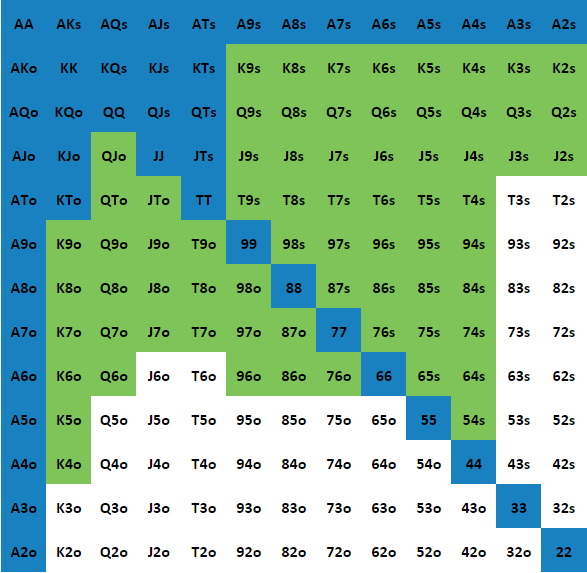 AA AKs AQs AJs ATs A9s A8s A7s A6s A5s A4s A3s A2s
AKo KK KQs KJs KTs K9s K8s K7s K6s K5s K4s K3s K2s
AQo KQo QQ QJs QTs Q9s Q8s Q7s Q6s Q5s Q4s Q3s Q2s
AJo KJo QJo JJ JTs J9s J8s J7s J6s J5s J4s J3s J2s
ATo KTo QTo JTo TT T9s T8s T7s T6s T5s T4s T3s T2s
A9o K9o Q9o J9o T9o 99 98s 97s 96s 95s 94s 93s 92s
A8o K8o Q8o J8o T8o 98o 88 87s 86s 85s 84s 83s 82s
A7o K7o Q7o J7o T7o 97o 87o 77 76s 75s 74s 73s 72s
A6o K6o Q6o J6o T6o 96o 86o 76o 66 65s 64s 63s 62s
A5o K5o Q5o J5o T5o 95o 85o 75o 65o 55 54s 53s 52s
A4o K4o Q4o J4o T4o 94o 84o 74o 64o 54o 44 43s 42s
A3o K3o Q3o J3o T3o 93o 83o 73o 63o 53o 43o 33 32s
A2o K2o Q2o J2o T2o 92o 82o 72o 62o 52o 42o 32o 22